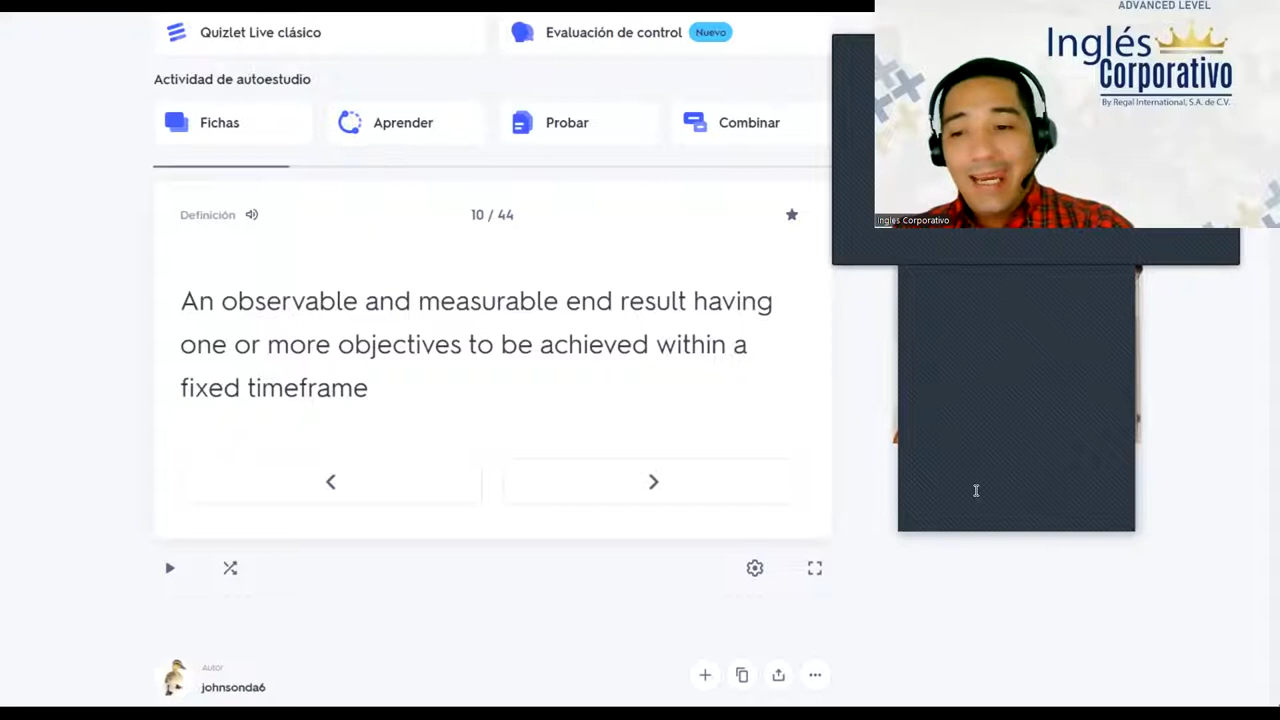 ADVANCED LEVEL
Inglés
Corporativo
By Regal International, S.A. de C.V.
Inglés Corporativo
Quizlet Live clásico
Evaluación de control
Nuevo
Actividad de autoestudio
Fichas
Aprender
Probar
Combinar
Definición
10 / 44
An observable and measurable end result having
one or more objectives to be achieved within a
fixed timeframe
Autor
johnsonda6